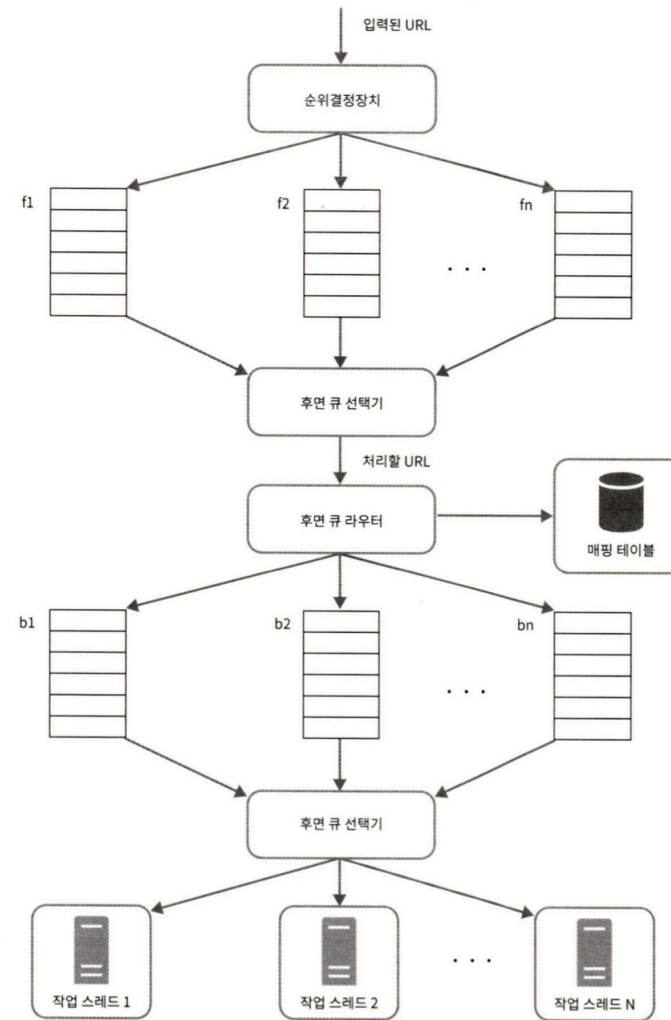 입력된 URL
순위결정장치
f1
f2
fn
. . .
후면 큐 선택기
처리할 URL
후면 큐 라우터
매핑 테이블
b1
b2
bn
. . .
후면 큐 선택기
작업 스레드 1
작업 스레드 2
. . .
작업 스레드 N